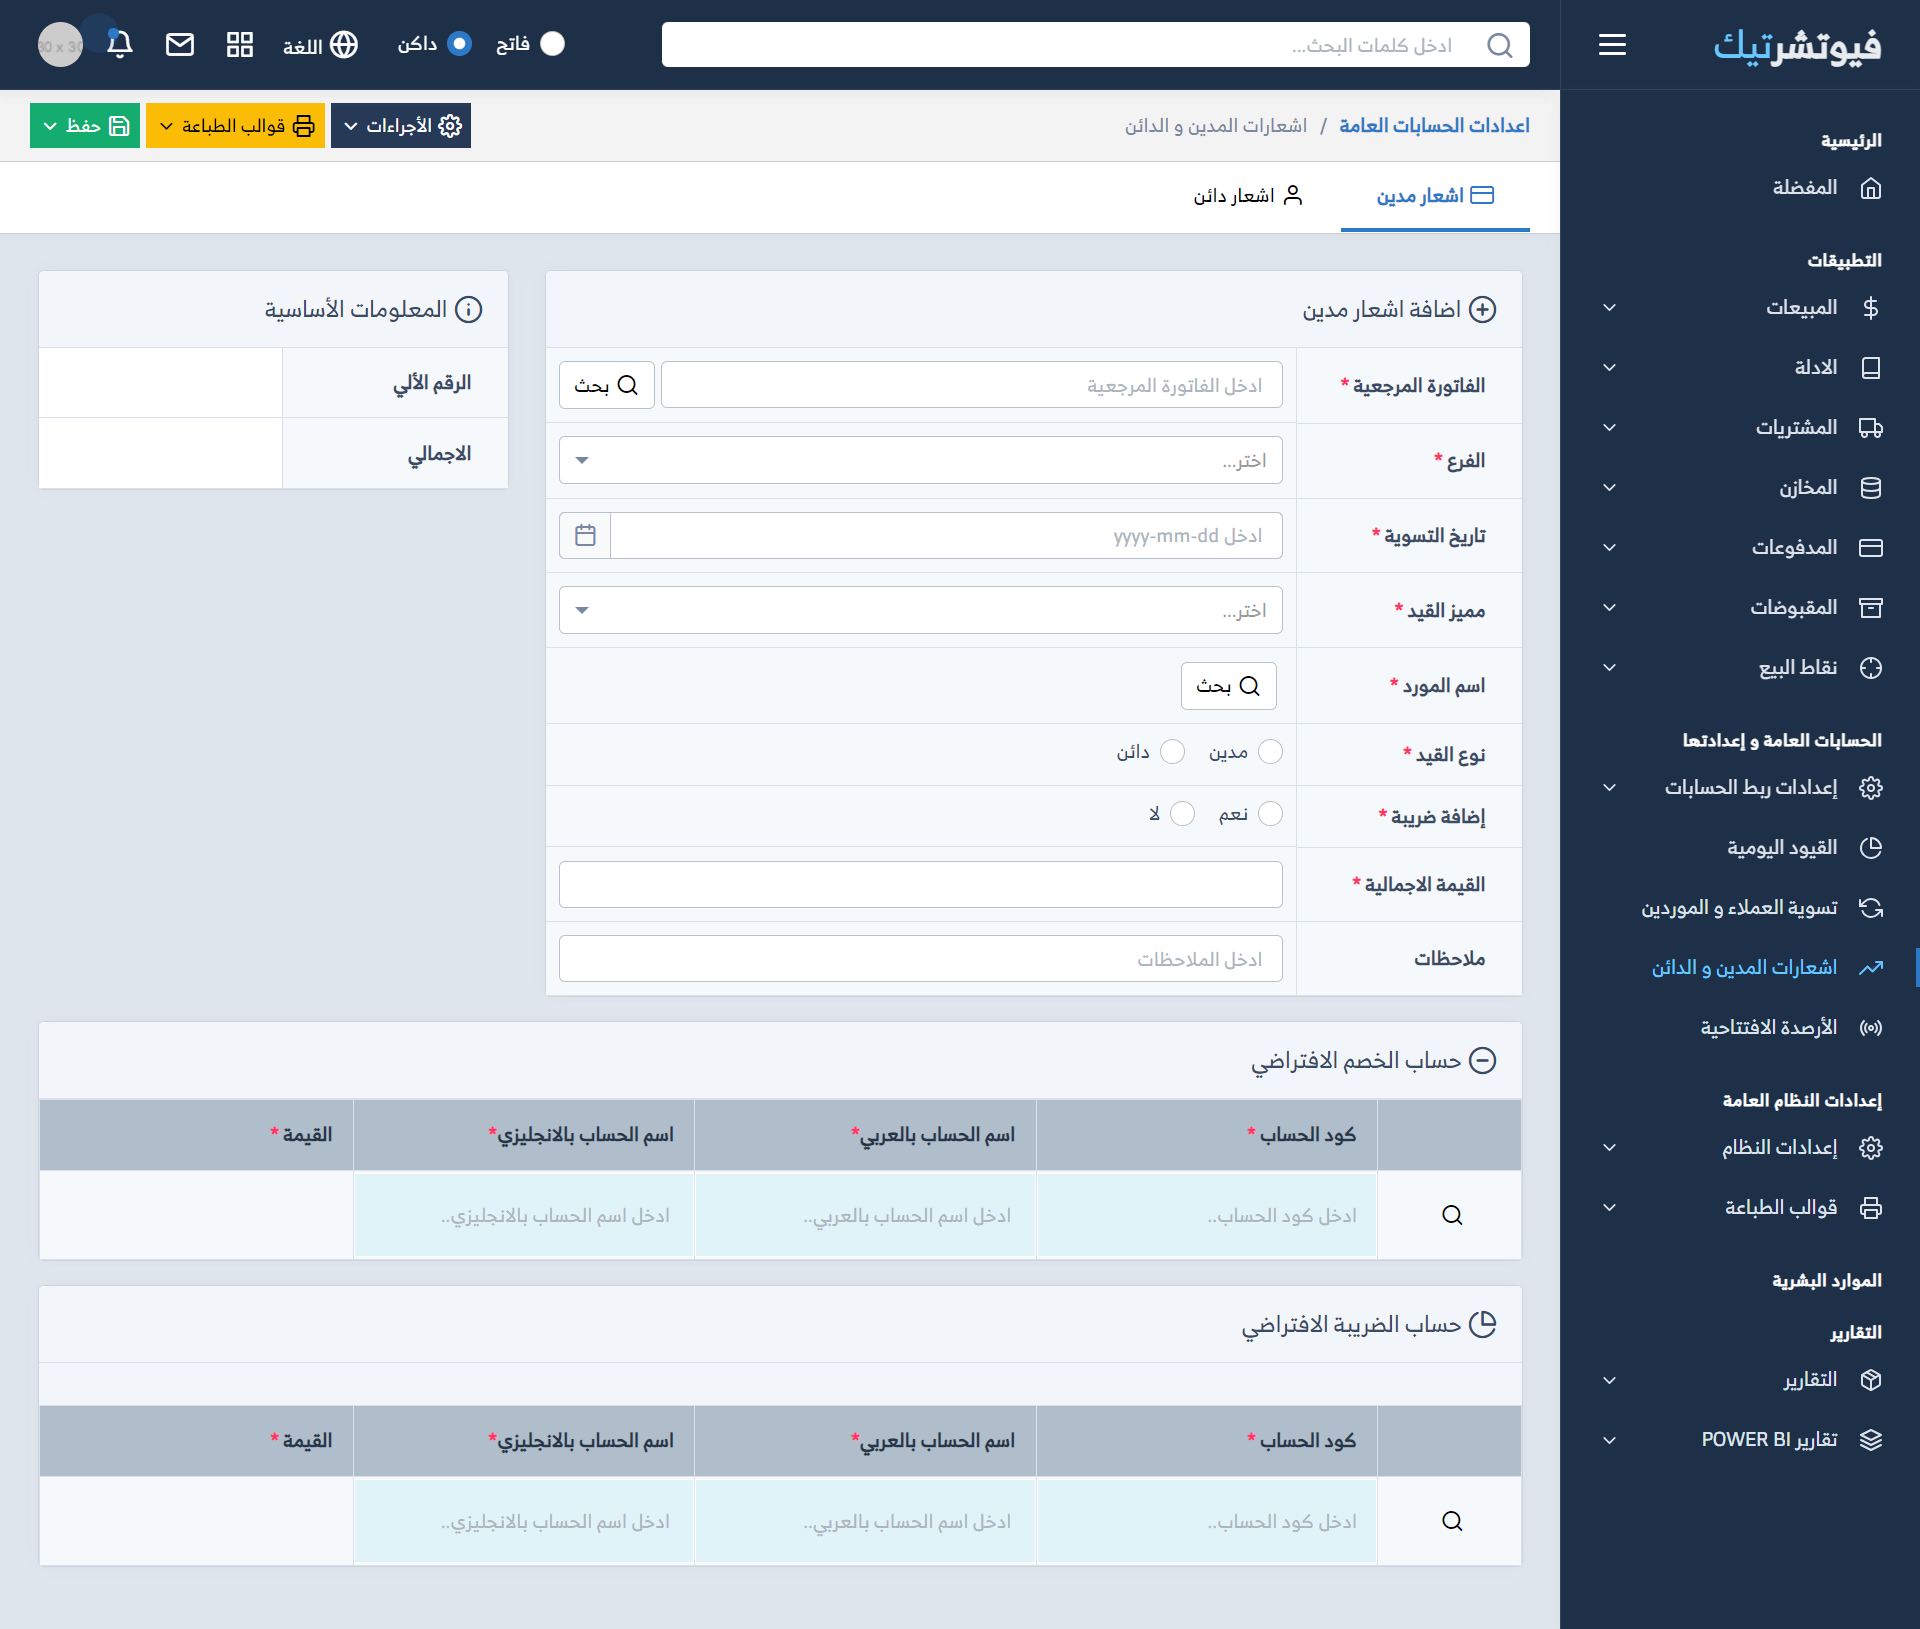 فيوتشرتيك
ادخل كلمات البحث...
فاتح
داكن
اللغة
30 x 30
اعدادات الحسابات العامة / اشعارات المدين و الدائن
الأجراءات
قوالب الطباعة
حفظ
اشعار مدين
اشعار دائن
الرئيسية
المفضلة
التطبيقات
المبيعات
الادلة
المشتريات
المخازن
المدفوعات
المقبوضات
نقاط البيع
الحسابات العامة و إعدادتها
إعدادات ربط الحسابات
القيود اليومية
تسوية العملاء و الموردين
اشعارات المدين و الدائن
الأرصدة الافتتاحية
إعدادات النظام العامة
إعدادات النظام
قوالب الطباعة
الموارد البشرية
التقارير
التقارير
تقارير POWER BI
اضافة اشعار مدين
الفاتورة المرجعية *
ادخل الفاتورة المرجعية
بحث
الفرع *
اختر...
تاريخ التسوية *
ادخل yyyy-mm-dd
مميز القيد *
اختر...
اسم المورد *
بحث
نوع القيد *
مدين
دائن
إضافة ضريبة *
نعم
لا
القيمة الاجمالية *
ملاحظات
ادخل الملاحظات
المعلومات الأساسية
الرقم الألي
الاجمالي
حساب الخصم الافتراضي
كود الحساب *
اسم الحساب بالعربي*
اسم الحساب بالانجليزي*
القيمة *
ادخل كود الحساب..
ادخل اسم الحساب بالعربي..
ادخل اسم الحساب بالانجليزي..
حساب الضريبة الافتراضي
كود الحساب *
اسم الحساب بالعربي*
اسم الحساب بالانجليزي*
القيمة *
ادخل كود الحساب..
ادخل اسم الحساب بالعربي..
ادخل اسم الحساب بالانجليزي..